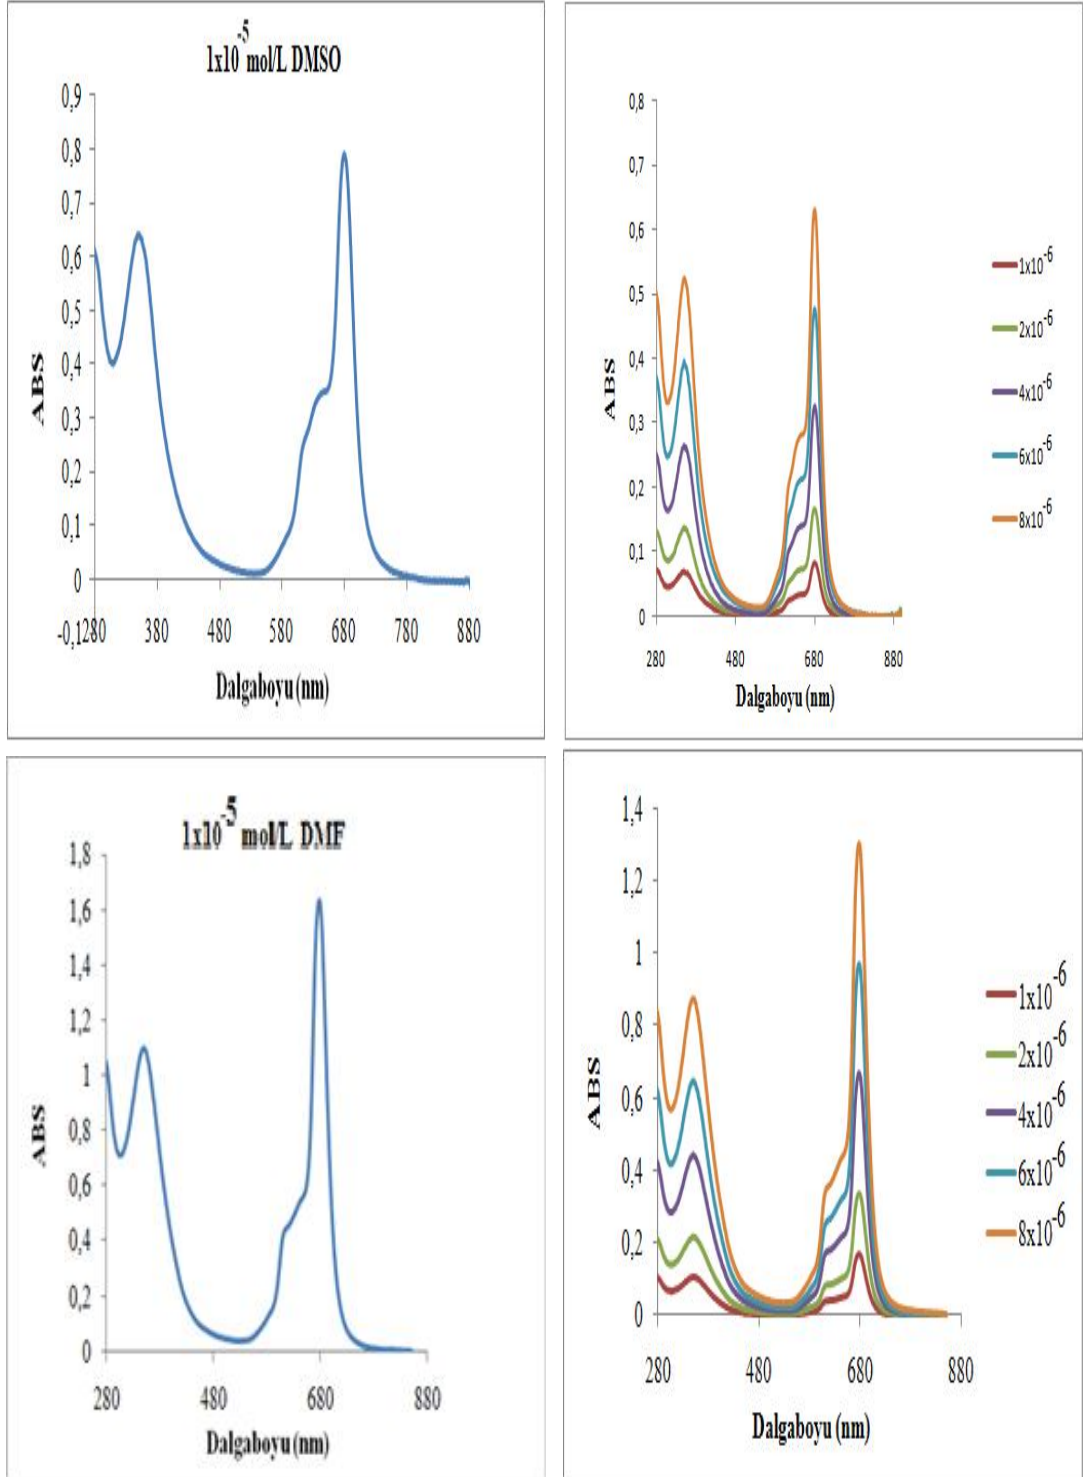 1x10-5 mol/L DMSO
0,9
0,8
0,7
0,6
0,5
0,4
0,3
0,2
0,1
0
-0,1
ABS
280 380 480 580 680 780 880
Dalgaboyu (nm)
0,8
0,7
0,6
0,5
0,4
0,3
0,2
0,1
0
ABS
280 480 680 880
Dalgaboyu (nm)
1x10-6
2x10-6
4x10-6
6x10-6
8x10-6
1x10-5 mol/L DMF
1,8
1,6
1,4
1,2
1
0,8
0,6
0,4
0,2
0
ABS
280 480 680 880
Dalgaboyu (nm)
1,4
1,2
1
0,8
0,6
0,4
0,2
0
ABS
280 480 680 880
Dalgaboyu (nm)
1x10-6
2x10-6
4x10-6
6x10-6
8x10-6